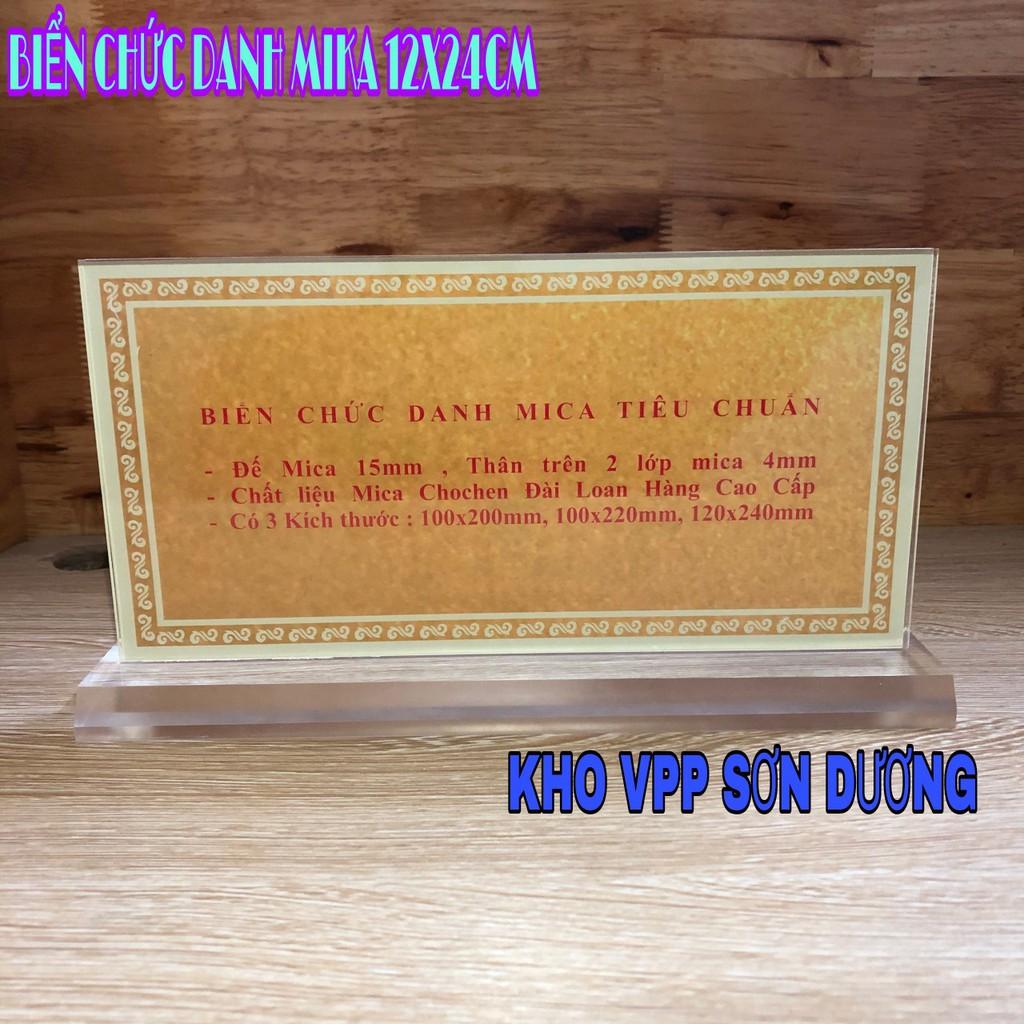 BIỂN CHỨC DANH MIKA 12X24CM
BIỂN CHỨC DANH MICA TIÊU CHUẨN
- Đế Mica 15mm , Thân trên 2 lớp mica 4mm
- Chất liệu Mica Chochen Đài Loan Hàng Cao Cấp
- Có 3 Kích thước : 100x200mm, 100x220mm, 120x240mm
KHO VPP SƠN DƯƠNG